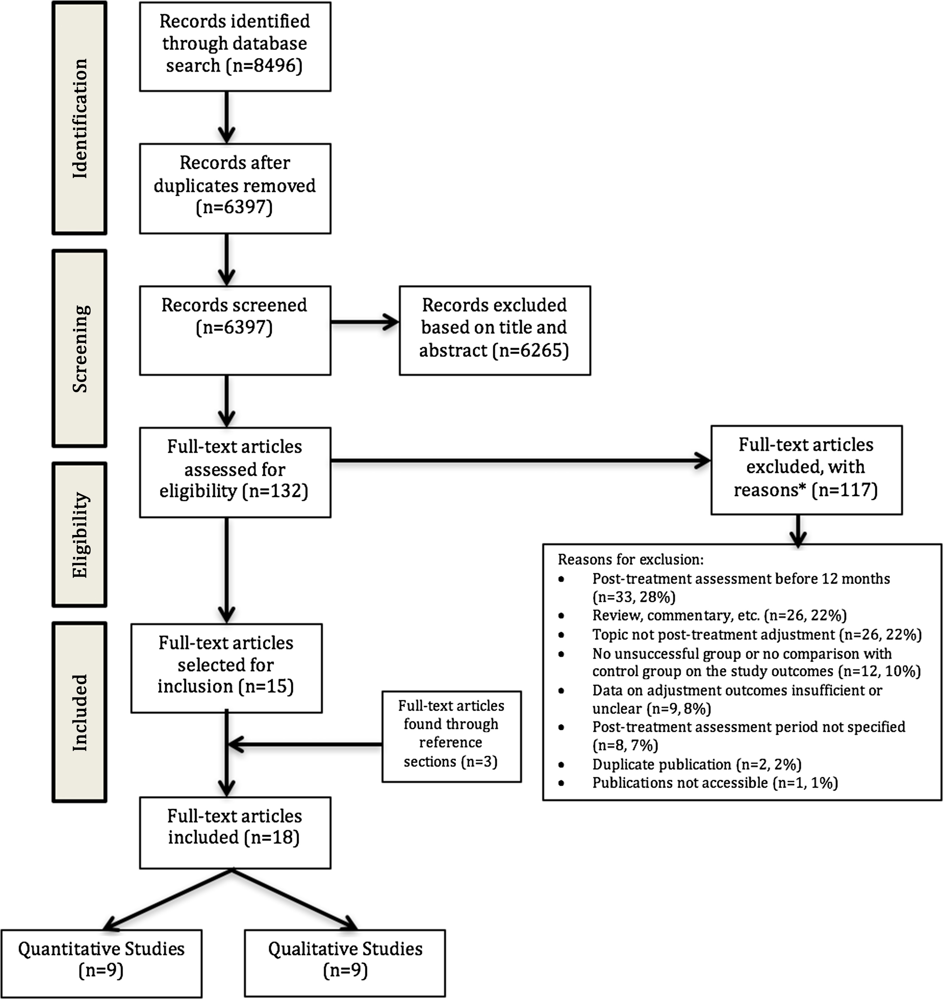 Identification
Records identified
through database
search (n=8496)
Records after
duplicates removed
(n=6397)
Screening
Records screened
(n=6397)
Records excluded
based on title and
abstract (n=6265)
Full-text articles
assessed for
eligibility (n=132)
Full-text articles
excluded, with
reasons* (n=117)
Eligibility
Reasons for exclusion:
• Post-treatment assessment before 12 months
(n=33, 28%)
• Review, commentary, etc. (n=26, 22%)
• Topic not post-treatment adjustment (n=26, 22%)
• No unsuccessful group or no comparison with
control group on the study outcomes (n=12, 10%)
• Data on adjustment outcomes insufficient or
unclear (n=9, 8%)
• Post-treatment assessment period not specified
(n=8, 7%)
• Duplicate publication (n=2, 2%)
• Publications not accessible (n=1, 1%)
Included
Full-text articles
selected for
inclusion (n=15)
Full-text articles
found through
reference
sections (n=3)
Full-text articles
included (n=18)
Quantitative Studies
(n=9)
Qualitative Studies
(n=9)